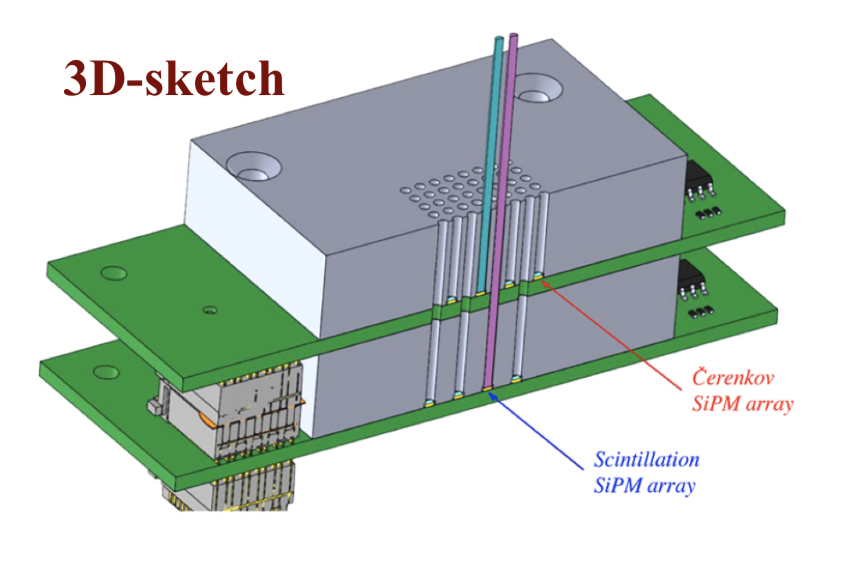 3D-sketch
Čerenkov
SiPM array
Scintillation
SiPM array